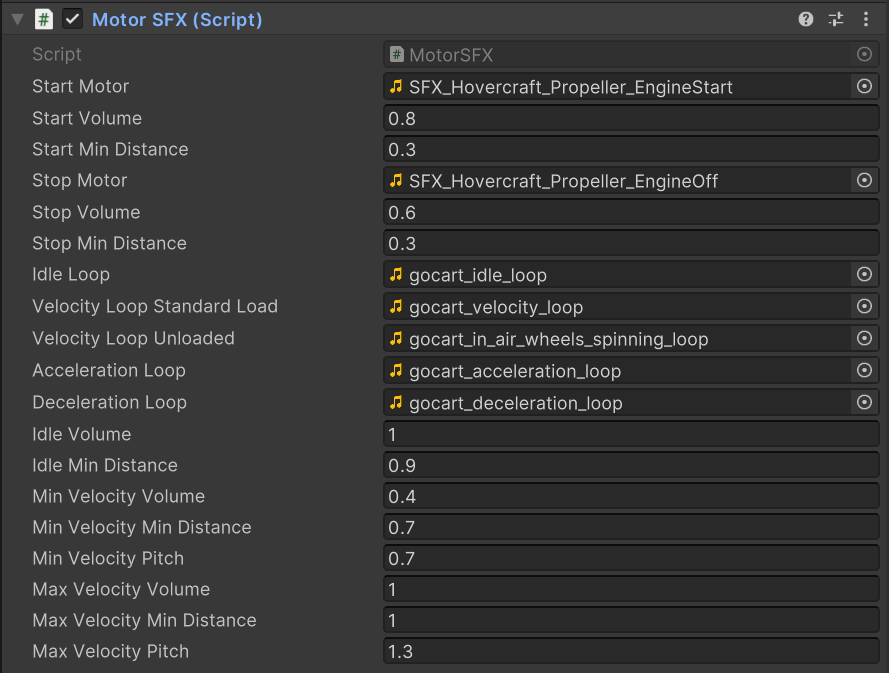 # Motor SFX (Script)
Script # MotorSFX
Start Motor SFX_Hovercraft_Propeller_EngineStart
Start Volume 0.8
Start Min Distance 0.3
Stop Motor SFX_Hovercraft_Propeller_EngineOff
Stop Volume 0.6
Stop Min Distance 0.3
Idle Loop gocart_idle_loop
Velocity Loop Standard Load gocart_velocity_loop
Velocity Loop Unloaded gocart_in_air_wheels_spinning_loop
Acceleration Loop gocart_acceleration_loop
Deceleration Loop gocart_deceleration_loop
Idle Volume 1
Idle Min Distance 0.9
Min Velocity Volume 0.4
Min Velocity Min Distance 0.7
Min Velocity Pitch 0.7
Max Velocity Volume 1
Max Velocity Min Distance 1
Max Velocity Pitch 1.3